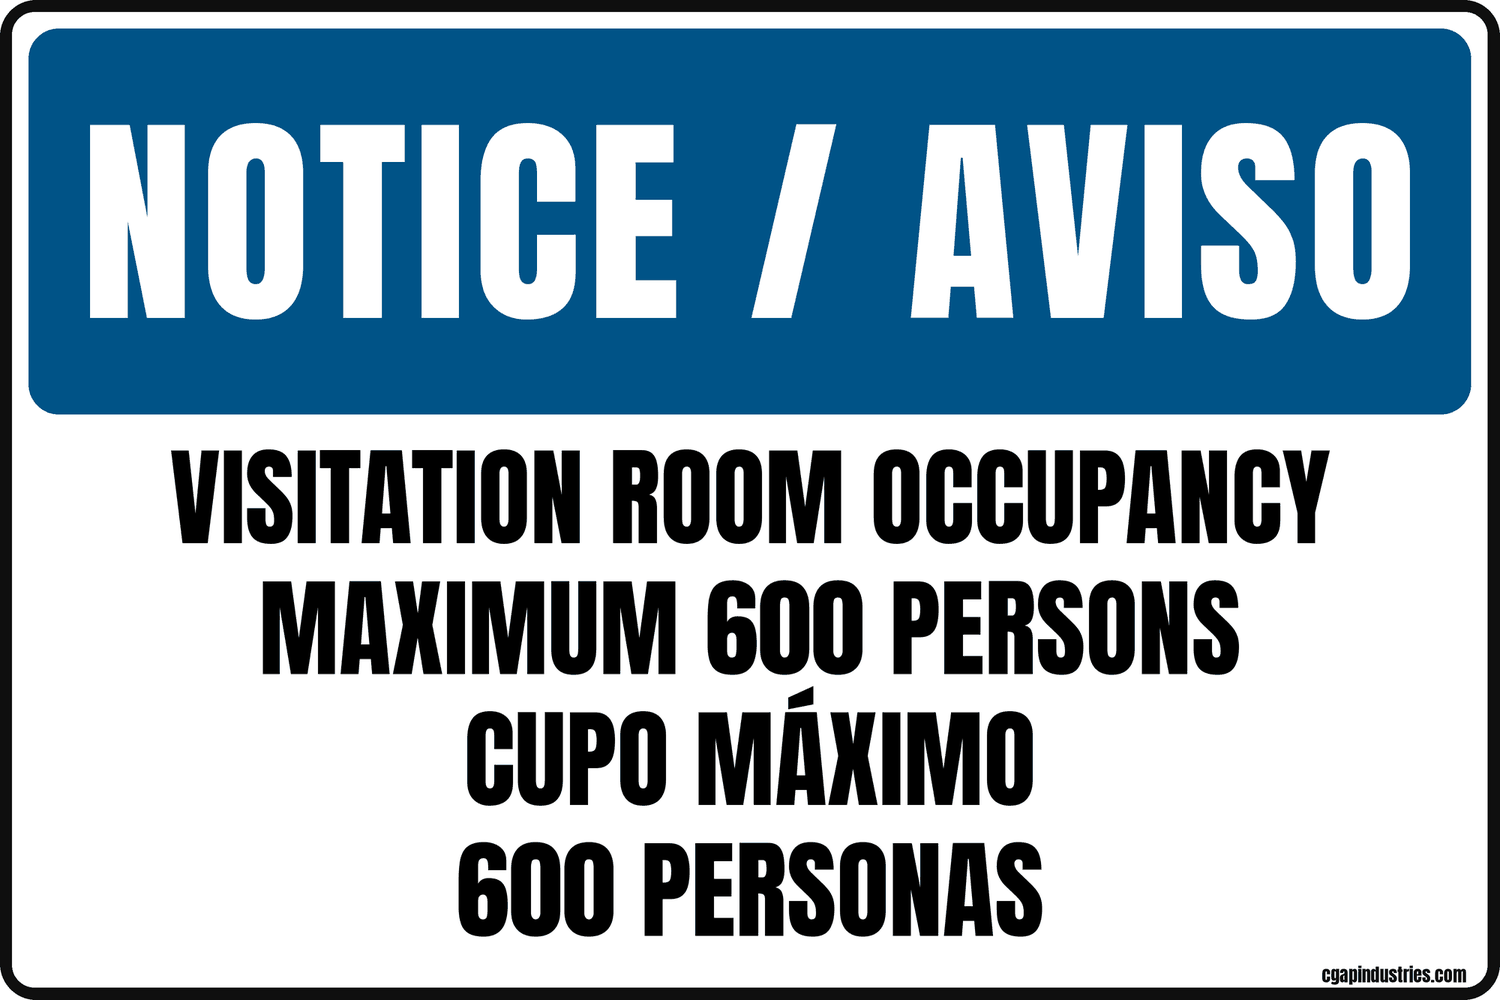 NOTICE / AVISO
VISITATION ROOM OCCUPANCY
MAXIMUM 600 PERSONS
CUPO MÁXIMO
600 PERSONAS
cgapindustries.com